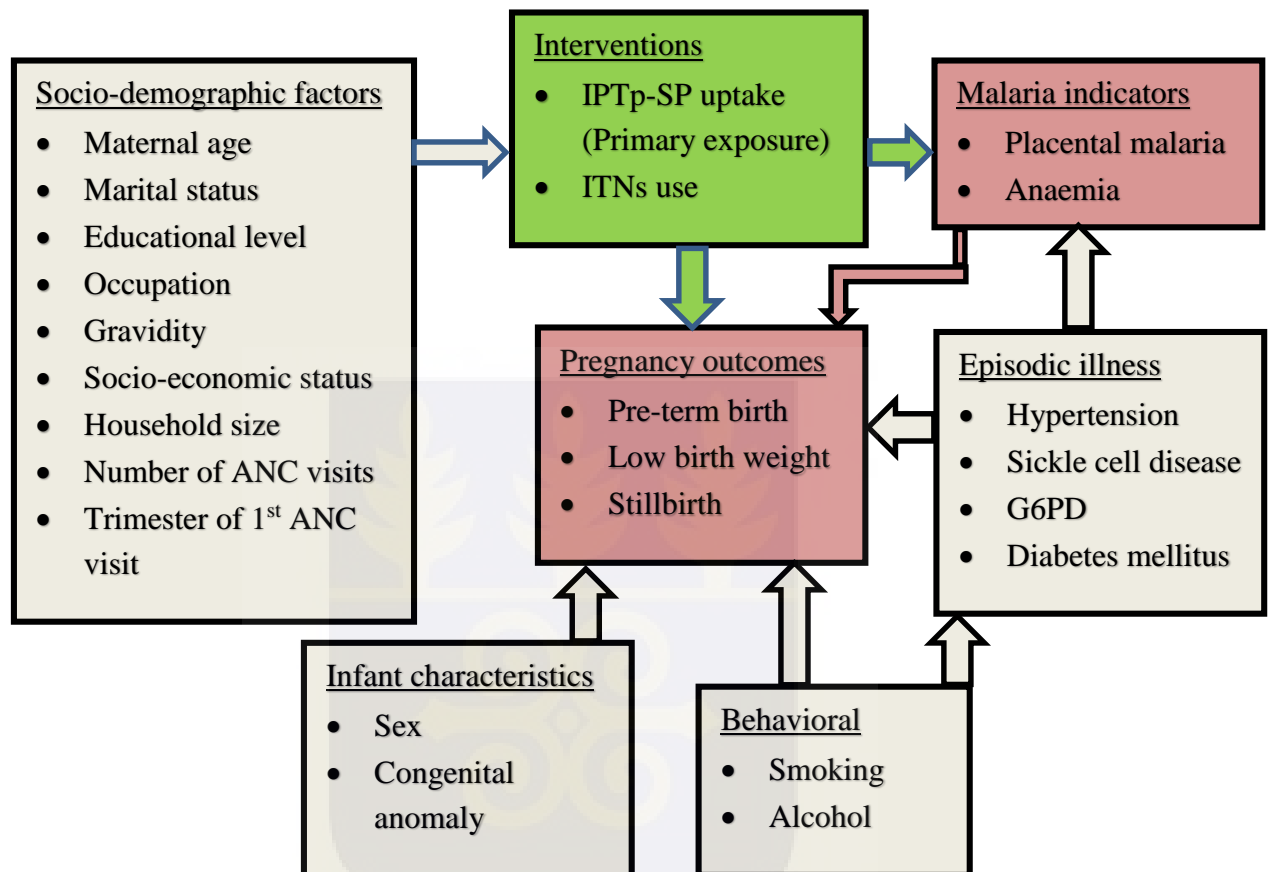 Socio-demographic factors
• Maternal age
• Marital status
• Educational level
• Occupation
• Gravidity
• Socio-economic status
• Household size
• Number of ANC visits
• Trimester of 1st ANC
visit
Interventions
• IPTp-SP uptake
(Primary exposure)
• ITNs use
Malaria indicators
• Placental malaria
• Anaemia
Pregnancy outcomes
• Pre-term birth
• Low birth weight
• Stillbirth
Episodic illness
• Hypertension
• Sickle cell disease
• G6PD
• Diabetes mellitus
Infant characteristics
• Sex
• Congenital
anomaly
Behavioral
• Smoking
• Alcohol